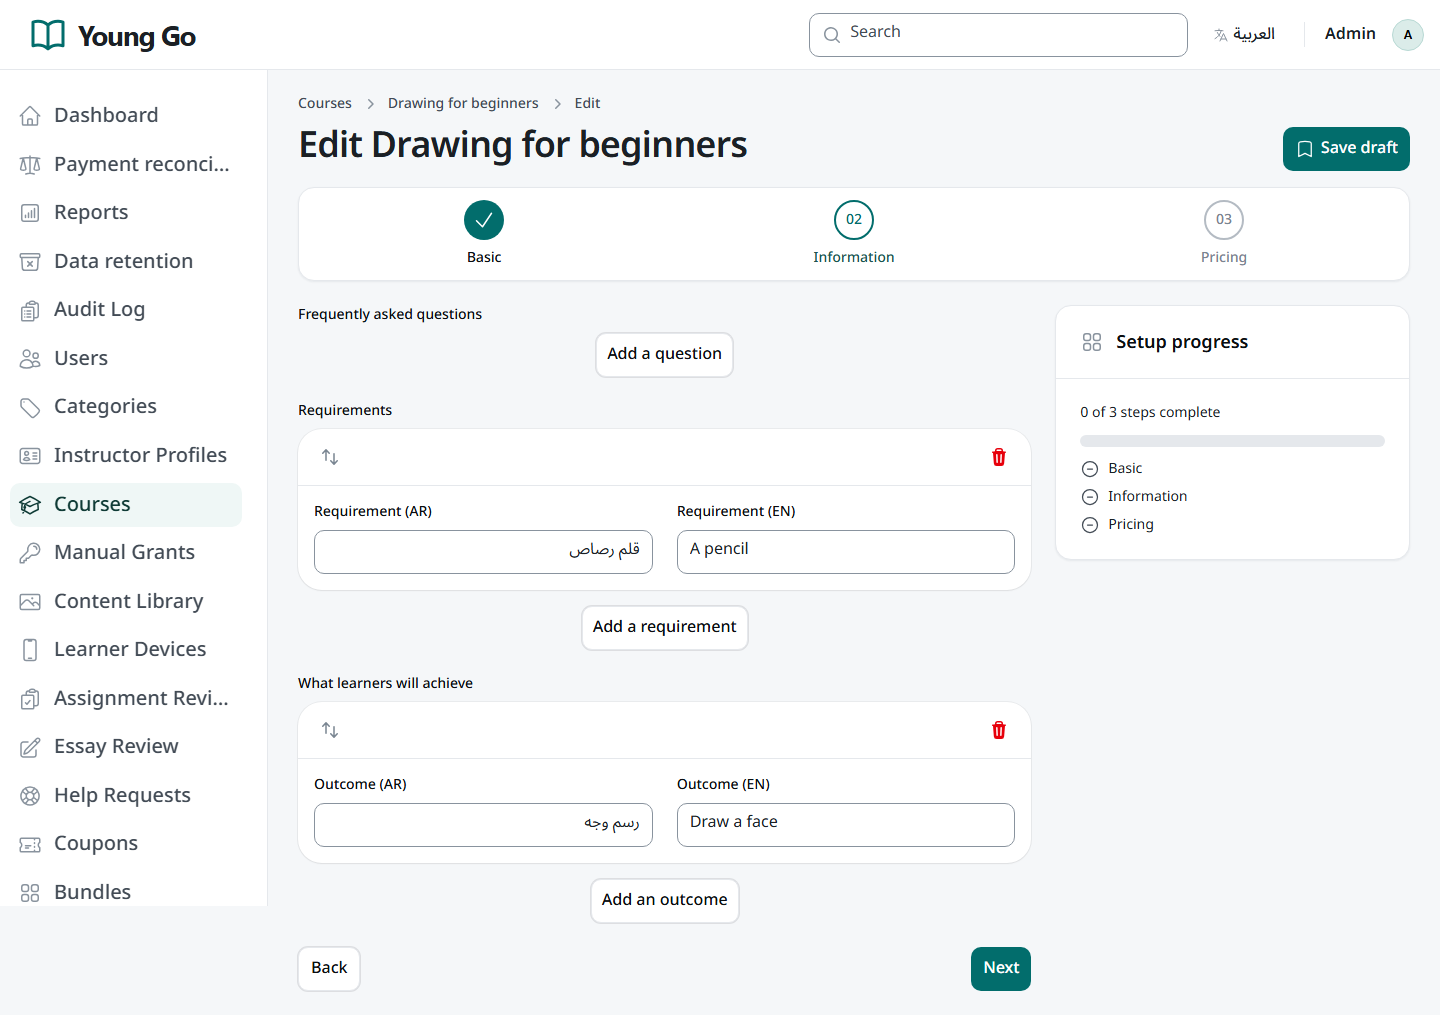 Young Go
Search
العربية
Admin
A
Dashboard
Payment reconci...
Reports
Data retention
Audit Log
Users
Categories
Instructor Profiles
Courses
Manual Grants
Content Library
Learner Devices
Assignment Revi...
Essay Review
Help Requests
Coupons
Bundles
Courses > Drawing for beginners > Edit
Edit Drawing for beginners
Save draft
Basic
02
Information
03
Pricing
Frequently asked questions
Add a question
Requirements
Requirement (AR)
قلم رصاص
Requirement (EN)
A pencil
Add a requirement
What learners will achieve
Outcome (AR)
رسم وجه
Outcome (EN)
Draw a face
Add an outcome
Back
Next
Setup progress
0 of 3 steps complete
Basic
Information
Pricing